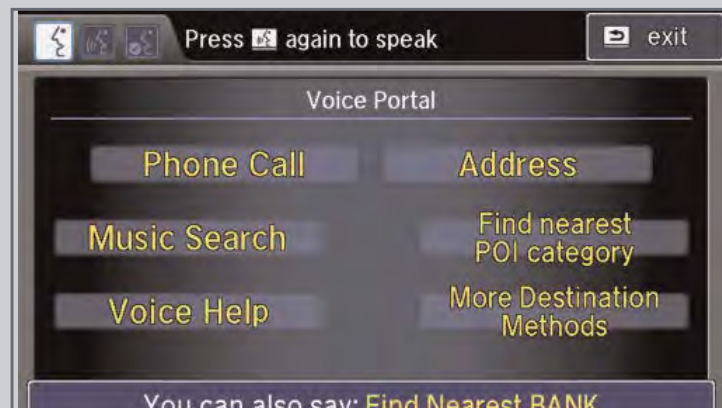 Press again to speak
exit
Voice Portal
Phone Call
Address
Music Search
Find nearest
POI category
Voice Help
More Destination
Methods
You can also say: Find Nearest BANK